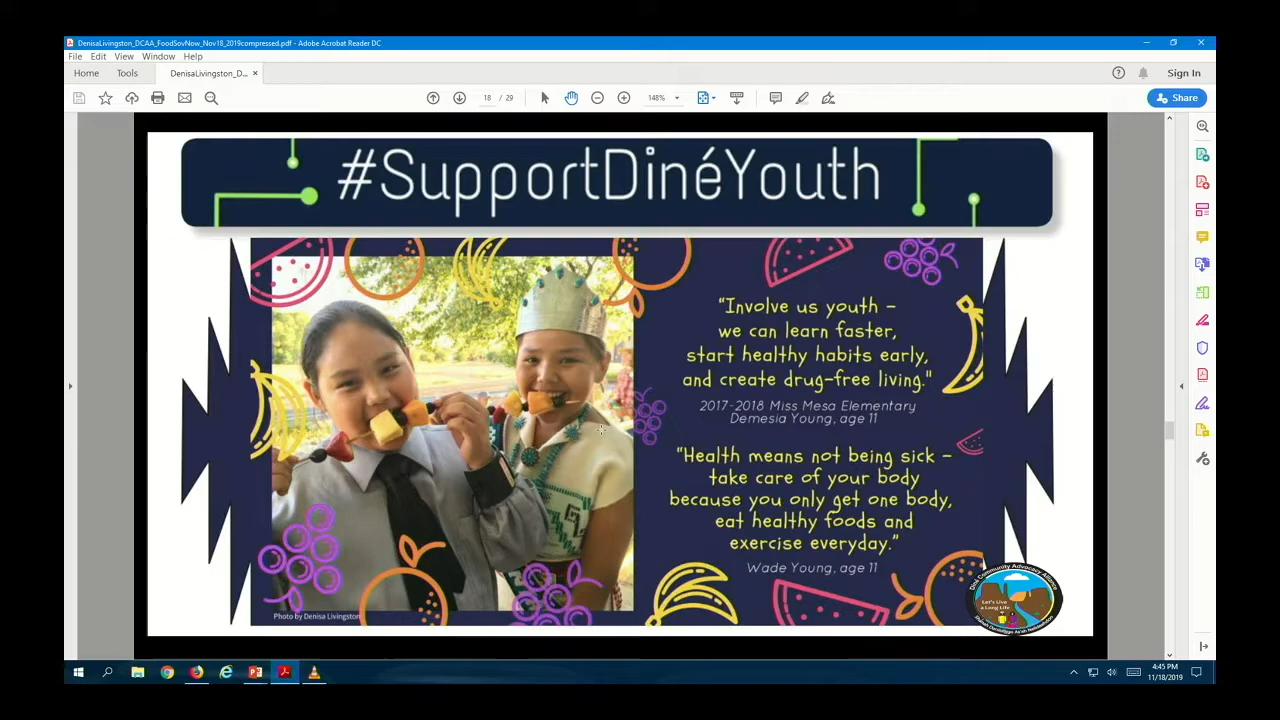 DenisaLivingston_DCAA_FoodSovNow_Nov18_2019compressed.pdf - Adobe Acrobat Reader DC
File Edit View Window Help
Home Tools DenisaLivingston_D... × Sign In
18 / 29 148% Share
#SupportDinéYouth
"Involve us youth –
we can learn faster,
start healthy habits early,
and create drug-free living."
2017-2018 Miss Mesa Elementary
Demesia Young, age 11
"Health means not being sick –
take care of your body
because you only get one body,
eat healthy foods and
exercise everyday."
Wade Young, age 11
Diné Community Advocacy Alliance
Let's Live
a Long Life
Photo by Denisa Livingston
4:45 PM
11/18/2019